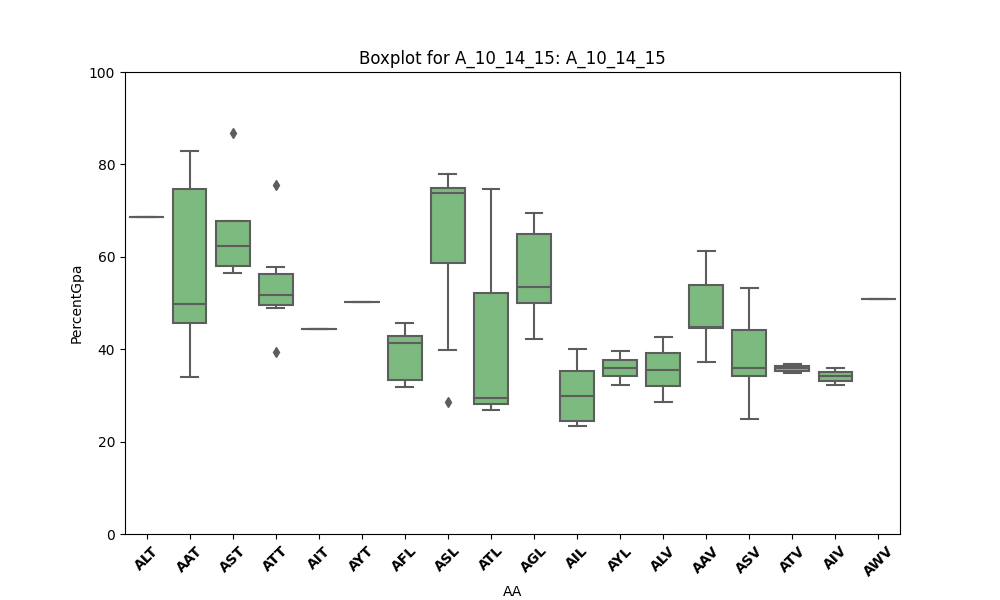 Boxplot for A_10_14_15: A_10_14_15
100
80
60
40
20
0
PercentGpa
ALT AAT AST ATT AIT AYT AFL ASL ATL AGL AIL AYL ALV AAV ASV ATV AIV AWV
AA